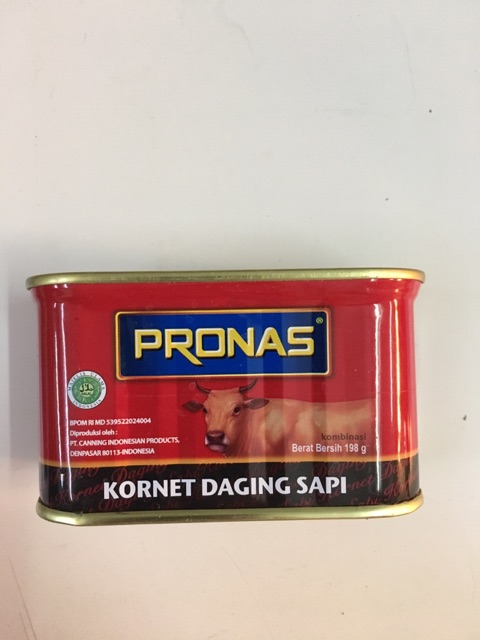 PRONAS®
BPOM RI MD 539522024004
Diproduksi oleh :
PT. CANNING INDONESIAN PRODUCTS,
DENPASAR 80113-INDONESIA
kombinasi
Berat Bersih 198 g
KORNET DAGING SAPI